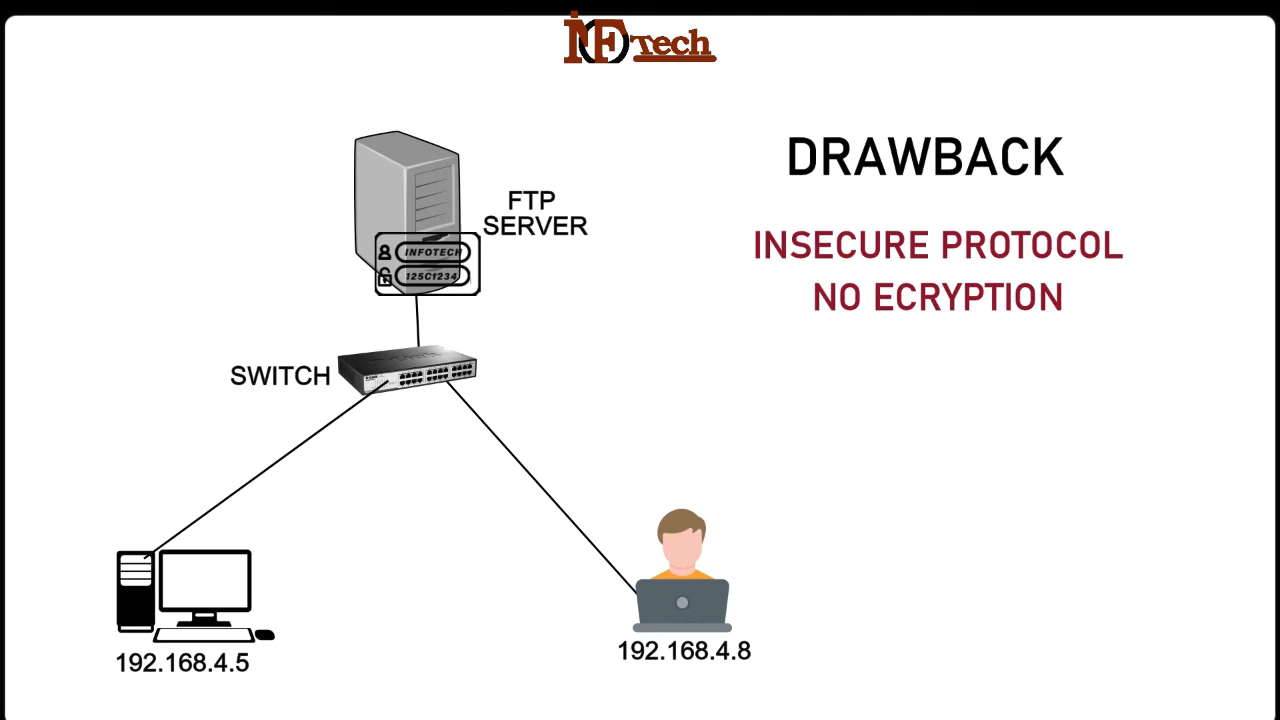 iNFOTech
DRAWBACK
FTP
SERVER
INSECURE PROTOCOL
NO ECRYPTION
INFOTECH
125C1234
SWITCH
192.168.4.5
192.168.4.8